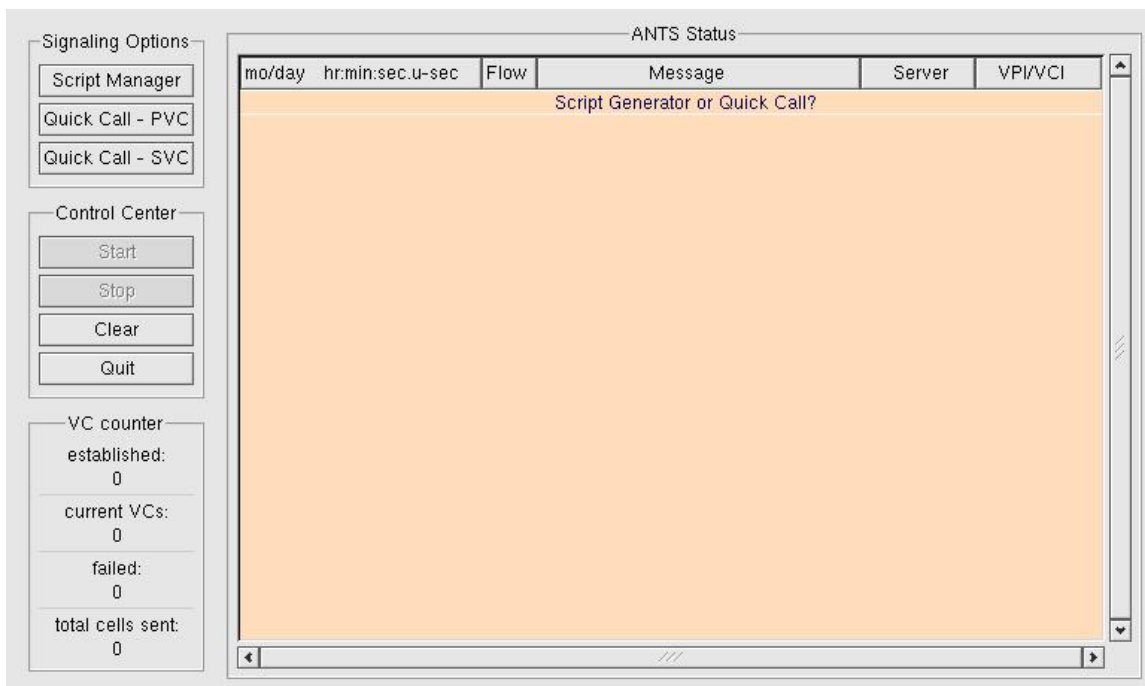 Signaling Options
Script Manager
Quick Call - PVC
Quick Call - SVC
Control Center
Start
Stop
Clear
Quit
VC counter
established:
0
current VCs:
0
failed:
0
total cells sent:
0
ANTS Status
mo/day hr:min:sec.u-sec Flow Message Server VPI/VCI
Script Generator or Quick Call?